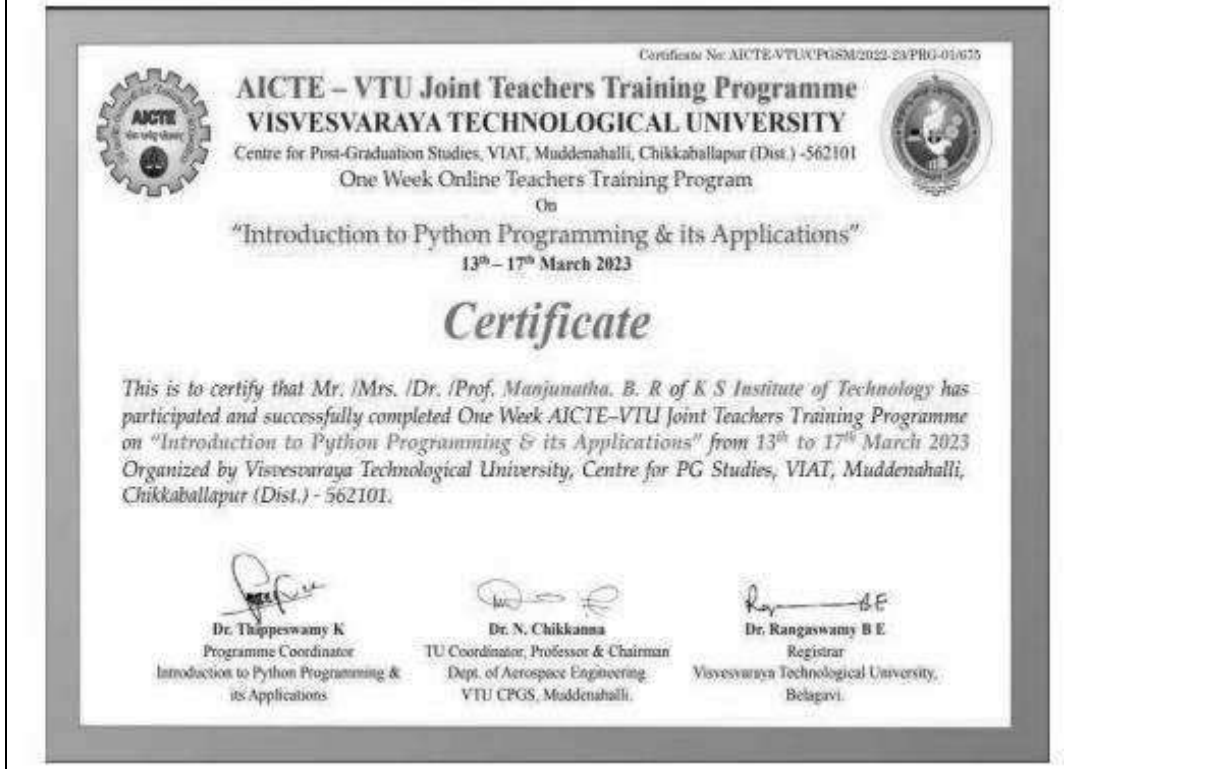 Certificate No: AICTE-VTU/CPGSM/2022-23/PRG-01/675
AICTE – VTU Joint Teachers Training Programme
VISVESVARAYA TECHNOLOGICAL UNIVERSITY
Centre for Post-Graduation Studies, VIAT, Muddenahalli, Chikkaballapur (Dist.) -562101
One Week Online Teachers Training Program
On
"Introduction to Python Programming & its Applications"
13th – 17th March 2023
AICTE
Certificate
This is to certify that Mr. /Mrs. /Dr. /Prof. Manjunatha. B. R of K S Institute of Technology has
participated and successfully completed One Week AICTE–VTU Joint Teachers Training Programme
on "Introduction to Python Programming & its Applications" from 13th to 17th March 2023
Organized by Visvesvaraya Technological University, Centre for PG Studies, VIAT, Muddenahalli,
Chikkaballapur (Dist.) - 562101.
Dr. Thippeswamy K
Programme Coordinator
Introduction to Python Programming &
its Applications
Dr. N. Chikkanna
TU Coordinator, Professor & Chairman
Dept. of Aerospace Engineering
VTU CPGS, Muddenahalli.
B E
Dr. Rangaswamy B E
Registrar
Visvesvaraya Technological University,
Belagavi.